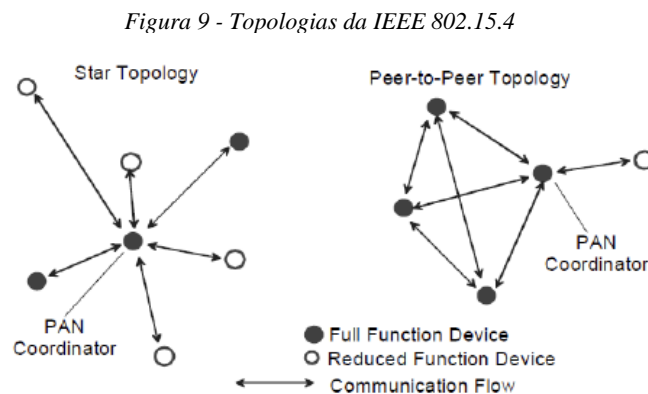 Figura 9 - Topologias da IEEE 802.15.4
Star Topology
Peer-to-Peer Topology
PAN
Coordinator
PAN
Coordinator
Full Function Device
Reduced Function Device
Communication Flow